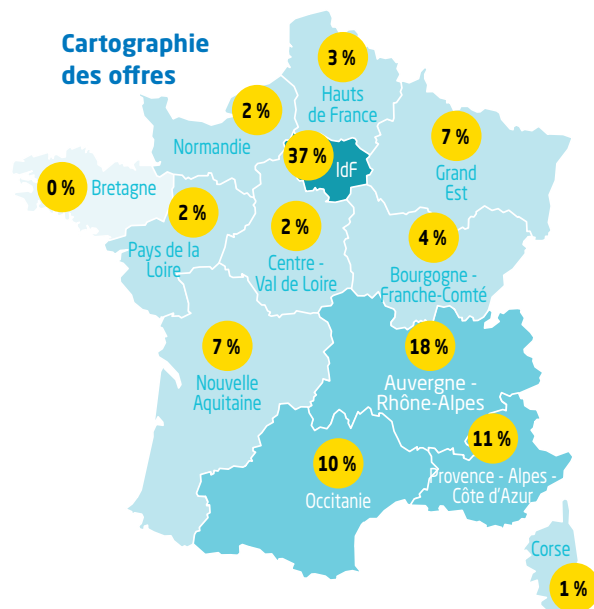 Cartographie
des offres
3 %
Hauts
de France
2 %
Normandie
37 %
IdF
7 %
Grand
Est
0 %
Bretagne
2 %
Pays de la
Loire
2 %
Centre -
Val de Loire
4 %
Bourgogne -
Franche-Comté
7 %
Nouvelle
Aquitaine
18 %
Auvergne -
Rhône-Alpes
11 %
Provence - Alpes -
Côte d'Azur
10 %
Occitanie
Corse
1 %